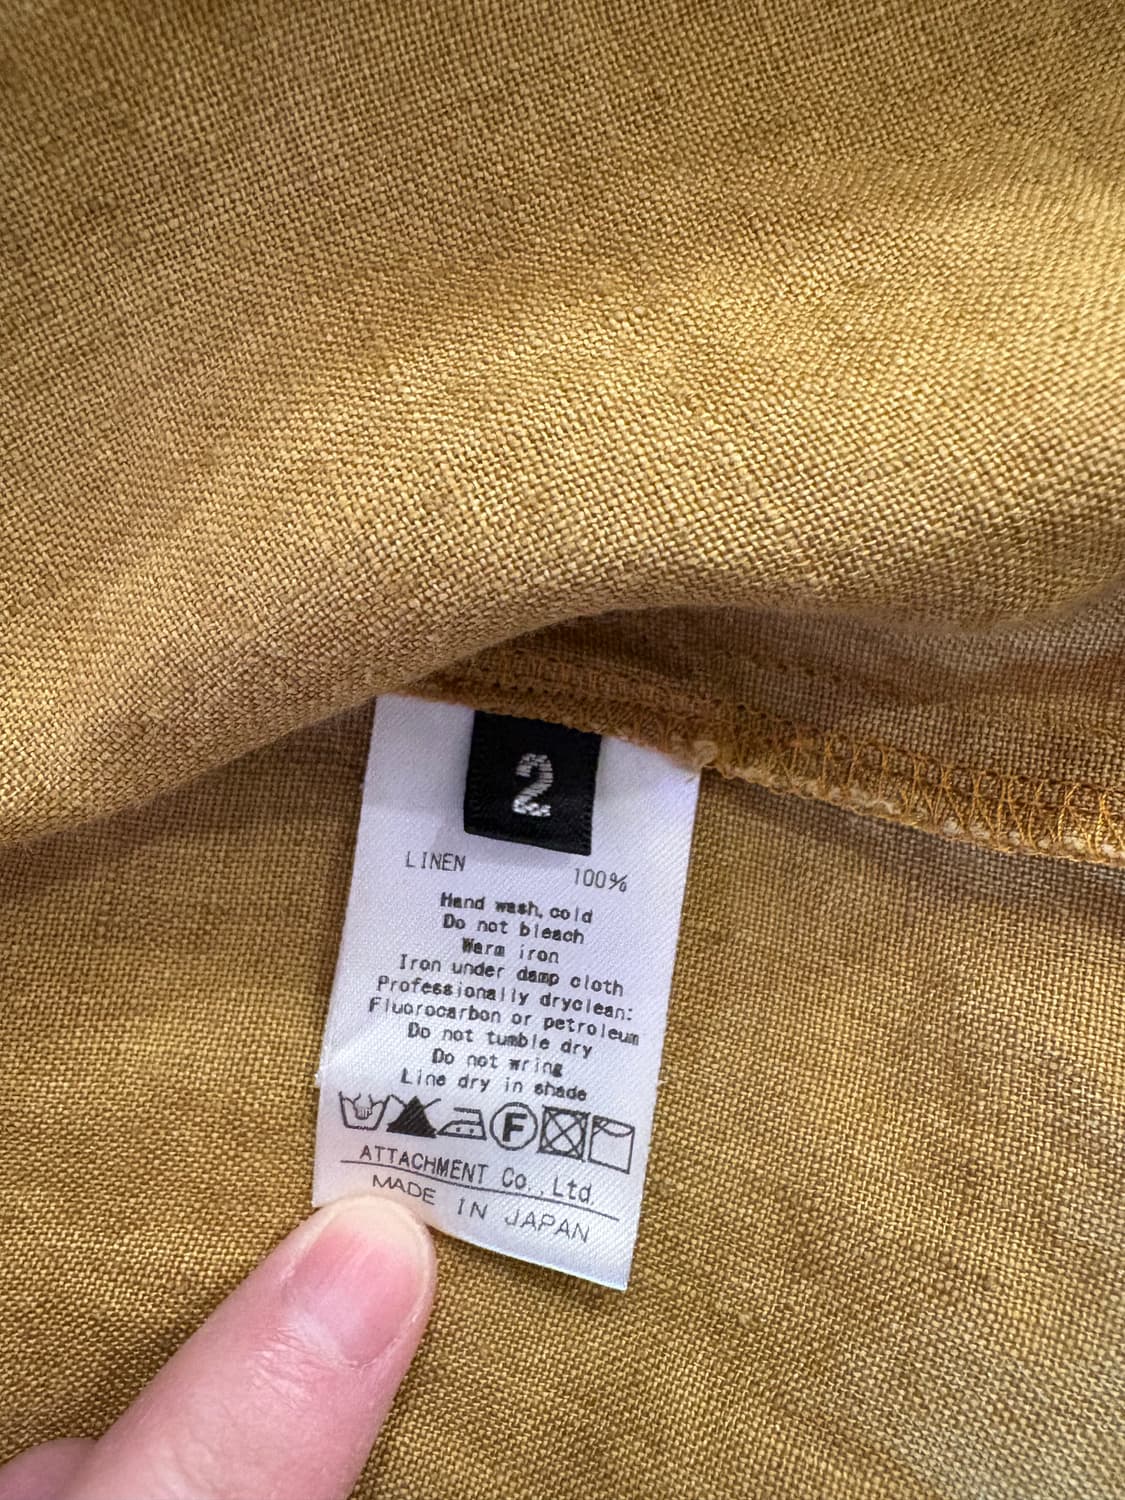 2
LINEN 100%
Hand wash, cold
Do not bleach
Warm iron
Iron under damp cloth
Professionally dryclean:
Fluorocarbon or petroleum
Do not tumble dry
Do not wring
Line dry in shade
F
ATTACHMENT Co., Ltd.
MADE IN JAPAN